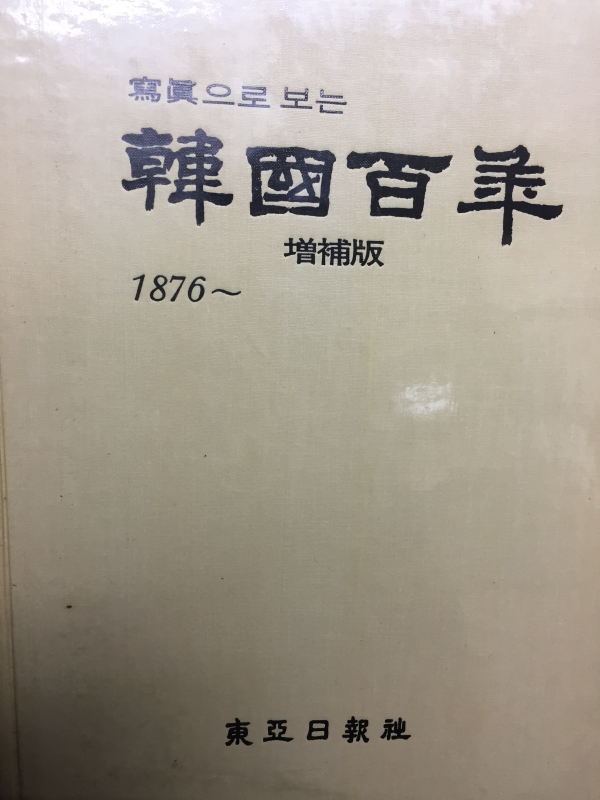 寫眞으로 보는
韓國百年
增補版
1876~
東亞日報社